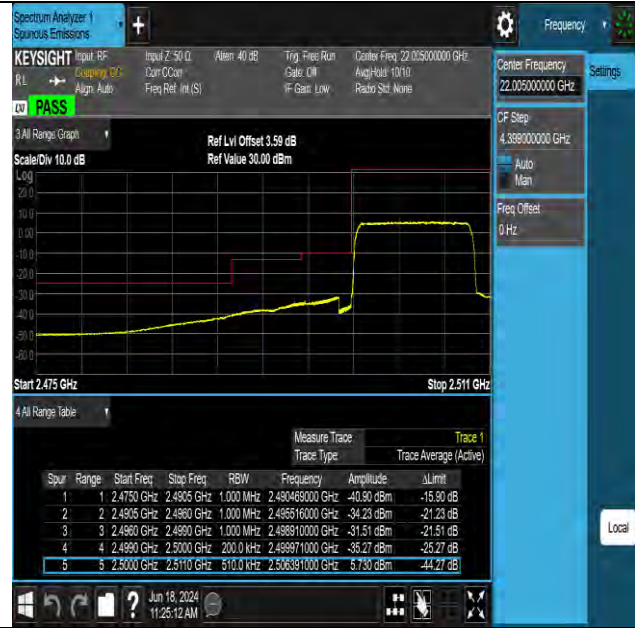 Spectrum Analyzer 1
Spurious Emissions
Frequency
KEYSIGHT Input: RF Input Z: 50 Ω Atten: 40 dB Trig: Free Run Center Freq: 22.005000000 GHz
RL Coupling: DC Corr CCorr Gate: Off Avg|Hold: 10/10
Align: Auto Freq Ref: Int (S) IF Gain: Low Radio Std: None
LXI PASS
Center Frequency
22.005000000 GHz
Settings
CF Step
4.399000000 GHz
Auto
Man
Freq Offset
0 Hz
3 All Range Graph
Ref Lvl Offset 3.59 dB
Scale/Div 10.0 dB Ref Value 30.00 dBm
Log
20.0
10.0
0.00
-10.0
-20.0
-30.0
-40.0
-50.0
-60.0
Start 2.475 GHz Stop 2.511 GHz
4 All Range Table
Measure Trace Trace 1
Trace Type Trace Average (Active)
Spur Range Start Freq Stop Freq RBW Frequency Amplitude ΔLimit
1 1 2.4750 GHz 2.4905 GHz 1.000 MHz 2.490469000 GHz -40.90 dBm -15.90 dB
2 2 2.4905 GHz 2.4960 GHz 1.000 MHz 2.495516000 GHz -34.23 dBm -21.23 dB
3 3 2.4960 GHz 2.4990 GHz 1.000 MHz 2.498910000 GHz -31.51 dBm -21.51 dB
4 4 2.4990 GHz 2.5000 GHz 200.0 kHz 2.499971000 GHz -35.27 dBm -25.27 dB
5 5 2.5000 GHz 2.5110 GHz 510.0 kHz 2.506391000 GHz 5.730 dBm -44.27 dB
Local
Jun 18, 2024
11:25:12 AM